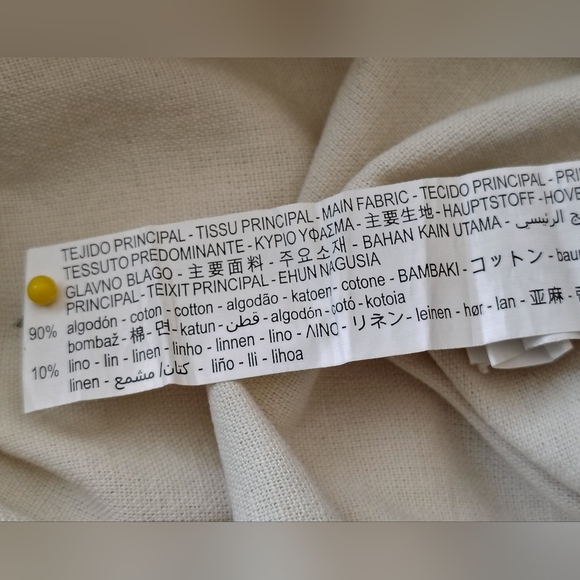 TEJIDO PRINCIPAL - TISSU PRINCIPAL - MAIN FABRIC - TECIDO PRINCIPAL -
TESSUTO PREDOMINANTE - ΚΥΡΙΟ ΥΦΑΣΜΑ - 主要生地 - HAUPTSTOFF -
GLAVNO BLAGO - 主要面料 - 주요소재 - BAHAN KAIN UTAMA - الرئيسي
PRINCIPAL - TEIXIT PRINCIPAL - EHUN NAGUSIA
90% algodón - coton - cotton - algodão - katoen - cotone - BAMBAKI - コットン -
bombaž - 棉 - 면 - katun - قطن - algodón - cotó - kotoia
10% lino - lin - linen - linho - linnen - lino - ΛΙΝΟ - リネン - leinen - hør - lan - 亚麻 -
linen - كتان/ مشمع - liño - lli - lihoa